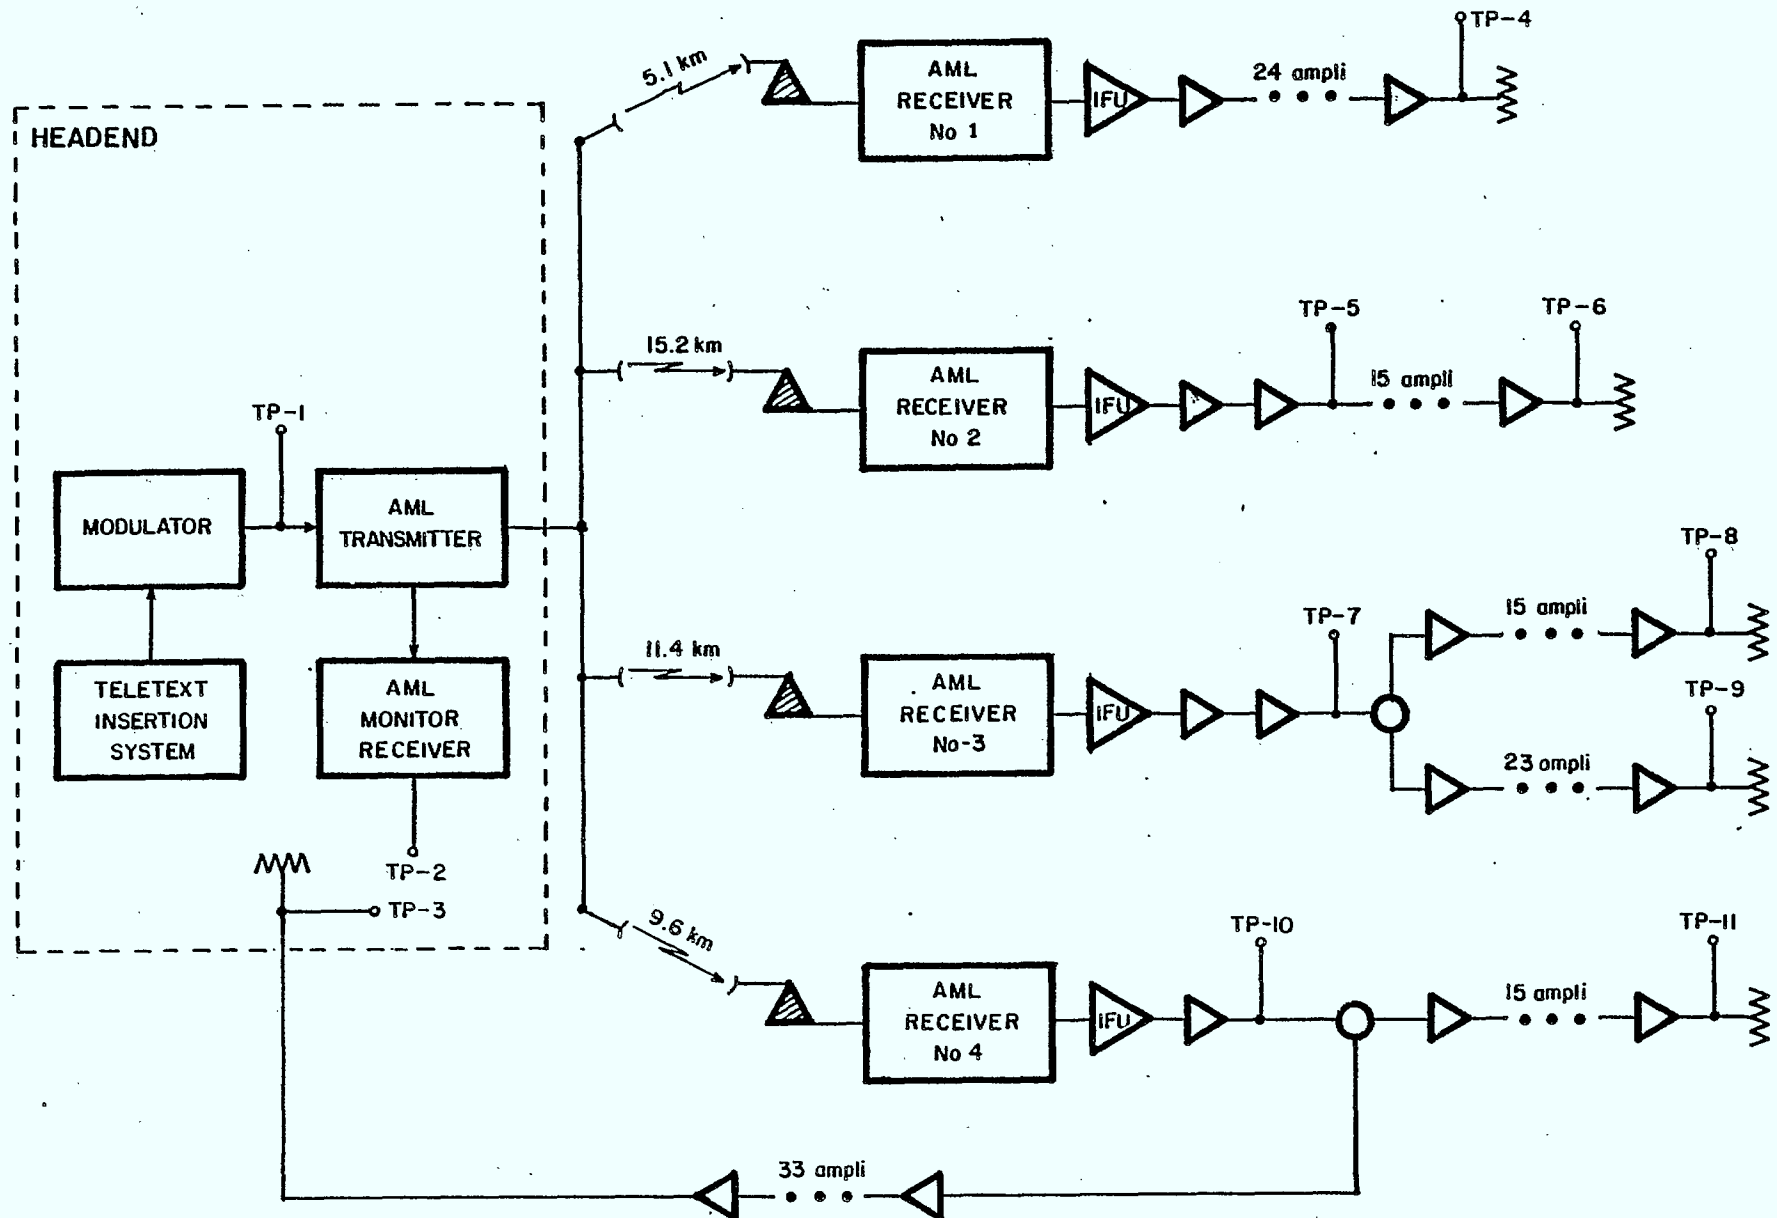 HEADEND
TP-1
MODULATOR
AML
TRANSMITTER
TELETEXT
INSERTION
SYSTEM
AML
MONITOR
RECEIVER
TP-2
TP-3
5.1 km
AML
RECEIVER
No 1
IFU
24 ampli
TP-4
15.2 km
AML
RECEIVER
No 2
IFU
TP-5
15 ampli
TP-6
11.4 km
AML
RECEIVER
No-3
IFU
TP-7
15 ampli
TP-8
23 ampli
TP-9
9.6 km
AML
RECEIVER
No 4
IFU
TP-10
15 ampli
TP-11
33 ampli